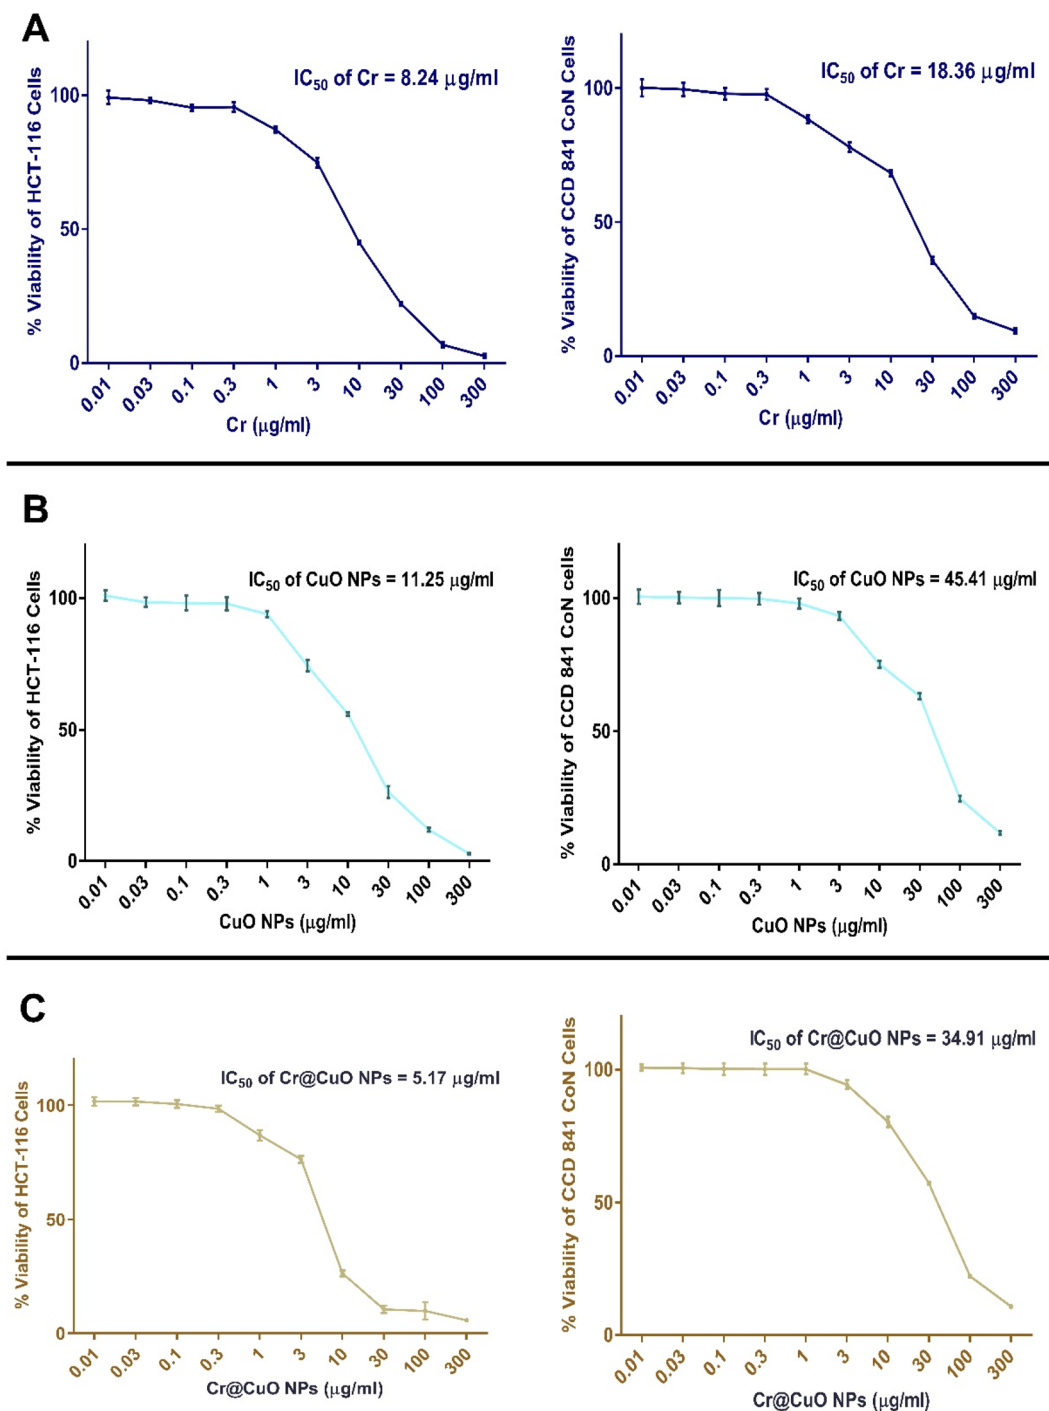 A
IC50 of Cr = 8.24 μg/ml
% Viability of HCT-116 Cells
100
50
0
0.01 0.03 0.1 0.3 1 3 10 30 100 300
Cr (μg/ml)
IC50 of Cr = 18.36 μg/ml
% Viability of CCD 841 CoN Cells
100
50
0
0.01 0.03 0.1 0.3 1 3 10 30 100 300
Cr (μg/ml)
B
IC50 of CuO NPs = 11.25 μg/ml
% Viability of HCT-116 Cells
100
50
0
0.01 0.03 0.1 0.3 1 3 10 30 100 300
CuO NPs (μg/ml)
IC50 of CuO NPs = 45.41 μg/ml
% Viability of CCD 841 CoN cells
100
50
0
0.01 0.03 0.1 0.3 1 3 10 30 100 300
CuO NPs (μg/ml)
C
IC50 of Cr@CuO NPs = 5.17 μg/ml
% Viability of HCT-116 Cells
100
50
0
0.01 0.03 0.1 0.3 1 3 10 30 100 300
Cr@CuO NPs (μg/ml)
IC50 of Cr@CuO NPs = 34.91 μg/ml
% Viability of CCD 841 CoN Cells
100
50
0
0.01 0.03 0.1 0.3 1 3 10 30 100 300
Cr@CuO NPs (μg/ml)